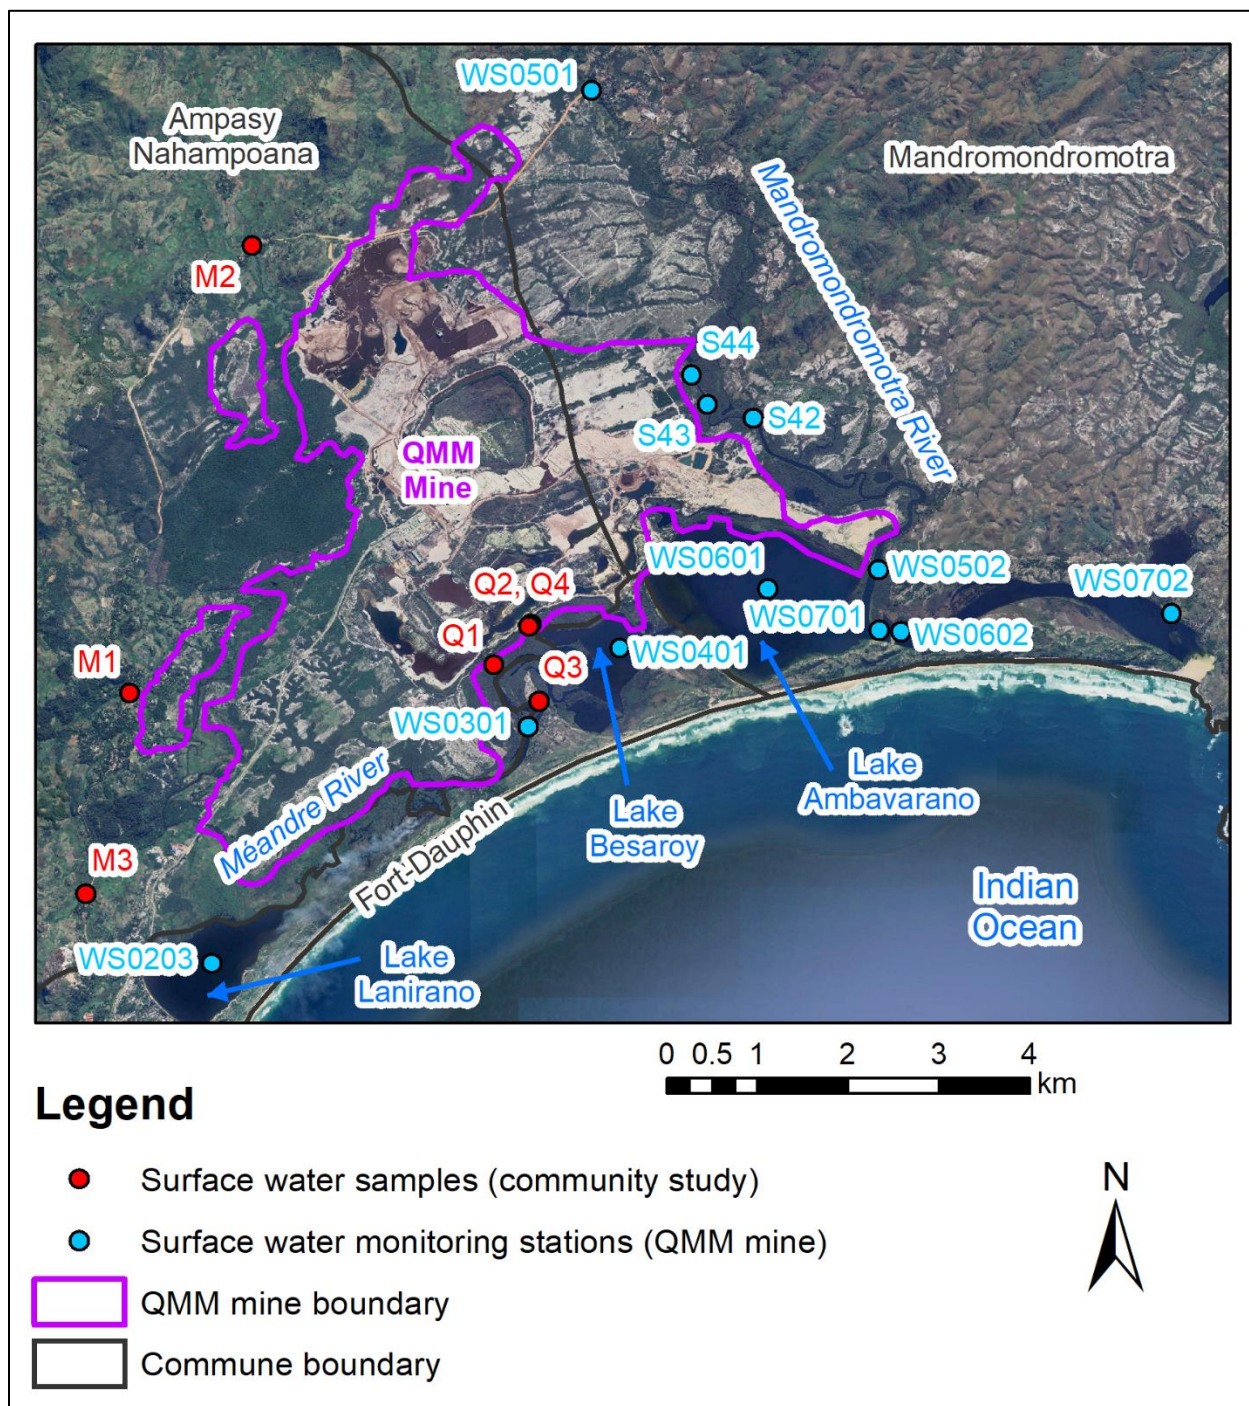 WS0501
Ampasy
Nahampoana
Mandromondromotra
Mandromondromotra River
M2
S44
S43
S42
QMM
Mine
WS0601
WS0502
WS0702
Q2, Q4
WS0701
WS0602
Q1
WS0401
M1
Q3
WS0301
Méandre River
Lake
Ambavarano
Lake
Besaroy
Fort-Dauphin
M3
Indian
Ocean
WS0203
Lake
Lanirano
0 0.5 1 2 3 4
km
Legend
Surface water samples (community study)
N
Surface water monitoring stations (QMM mine)
QMM mine boundary
Commune boundary